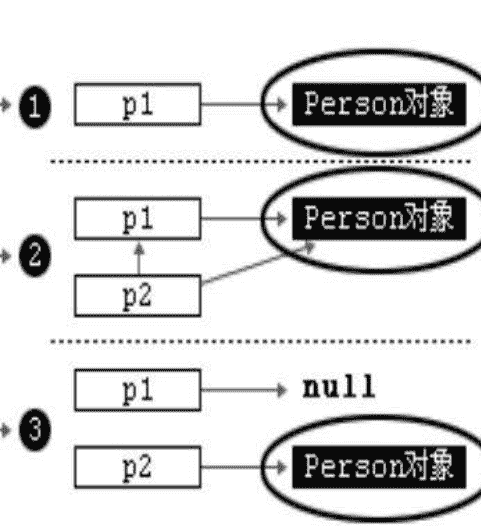 1 p1 Person对象
2 p1 Person对象
p2
3 p1 null
p2 Person对象